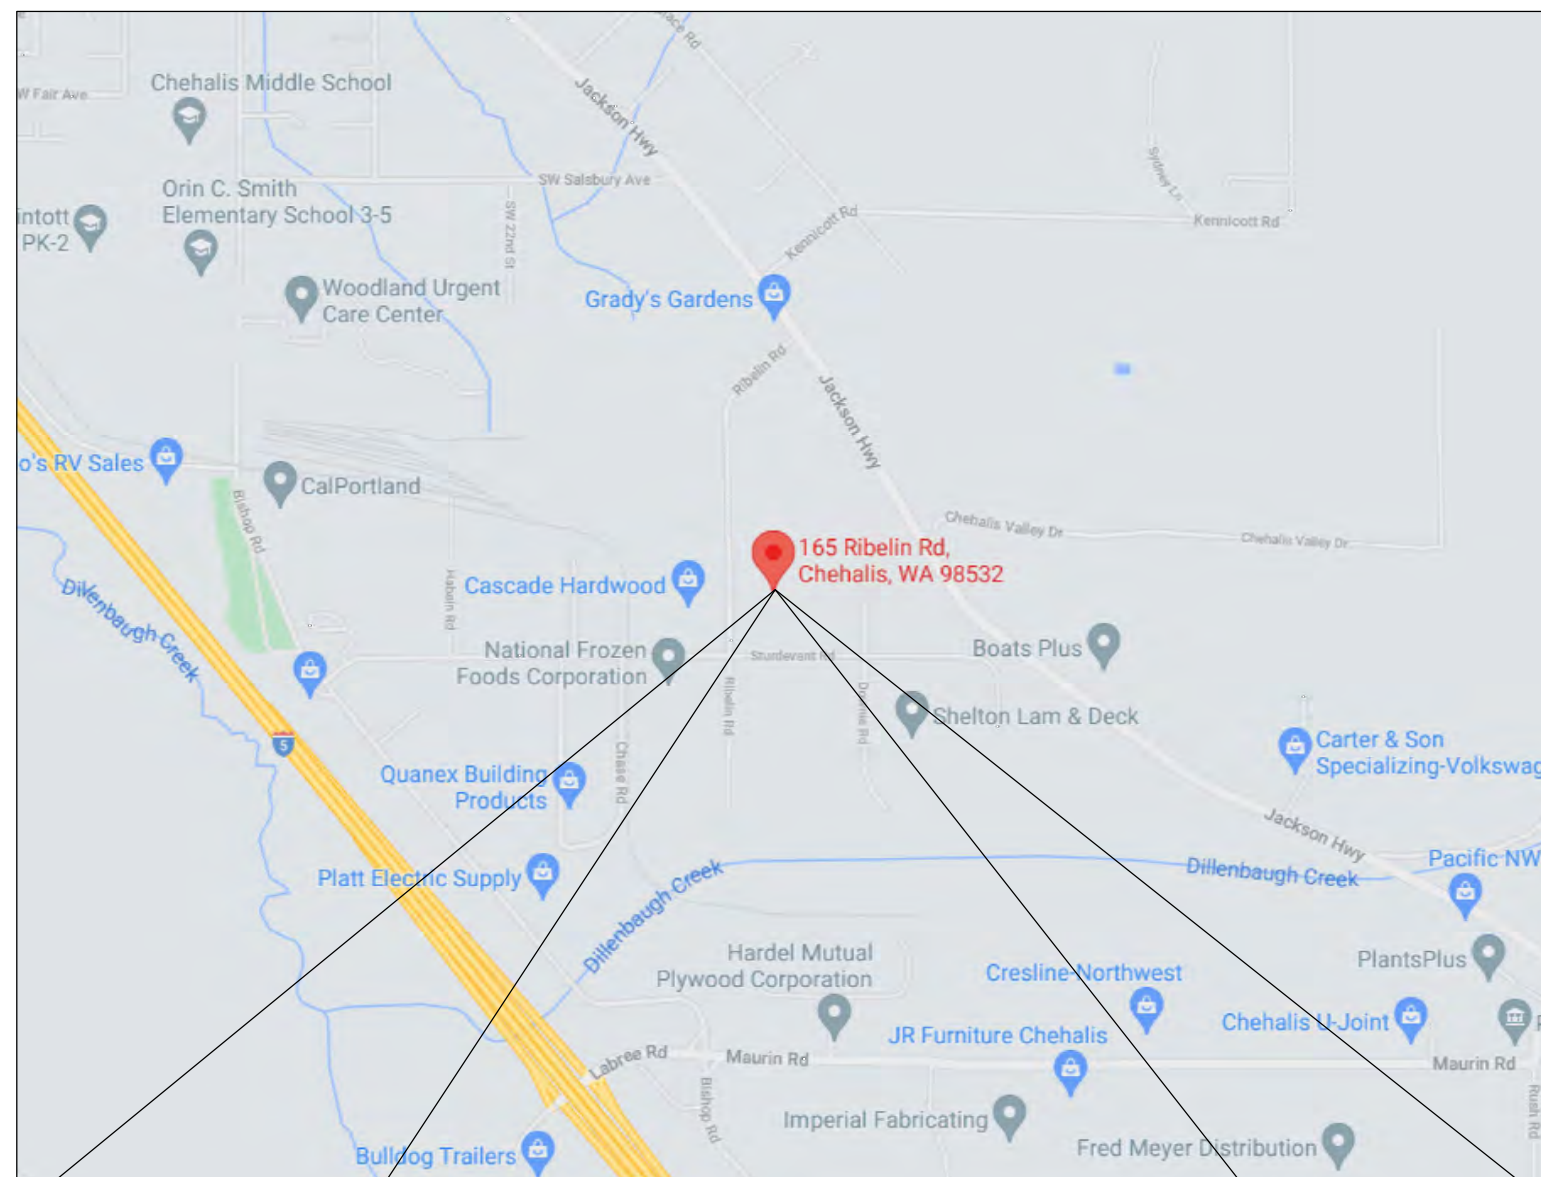 W Fair Ave
Chehalis Middle School
Jackson Hwy
SW Salsbury Ave
Sydney Ln
Orin C. Smith
Elementary School 3-5
intott
PK-2
SW 22nd St
Kennicott Rd
Kennicott Rd
Woodland Urgent
Care Center
Grady's Gardens
Ribelin Rd
Jackson Hwy
o's RV Sales
CalPortland
Bishop Rd
Chehalis Valley Dr
Chehalis Valley Dr
165 Ribelin Rd,
Chehalis, WA 98532
Cascade Hardwood
Habein Rd
Dillenbaugh Creek
National Frozen
Foods Corporation
Sturdevant Rd
Boats Plus
Ribelin Rd
Downie Rd
Shelton Lam & Deck
5
Carter & Son
Specializing-Volkswag
Quanex Building
Products
Chase Rd
Jackson Hwy
Platt Electric Supply
Dillenbaugh Creek
Dillenbaugh Creek
Pacific NW
Hardel Mutual
Plywood Corporation
Cresline-Northwest
PlantsPlus
JR Furniture Chehalis
Chehalis U-Joint
Labree Rd
Maurin Rd
Maurin Rd
Bishop Rd
Rush Rd
Imperial Fabricating
Fred Meyer Distribution
Bulldog Trailers